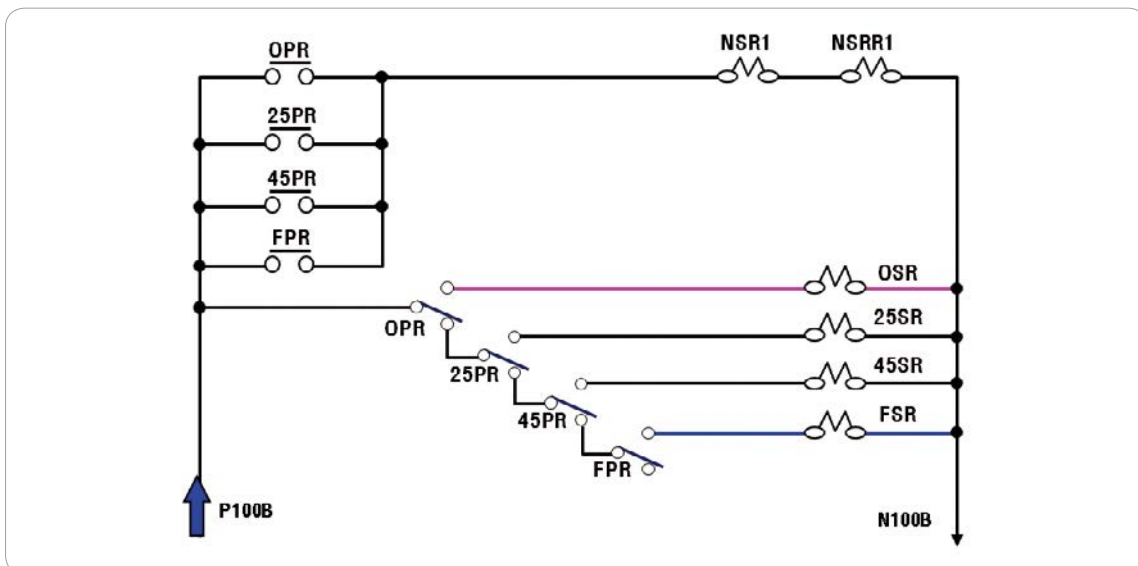 OPR
NSR1 NSRR1
25PR
45PR
FPR
OSR
OPR
25SR
25PR
45SR
45PR
FSR
FPR
P100B
N100B